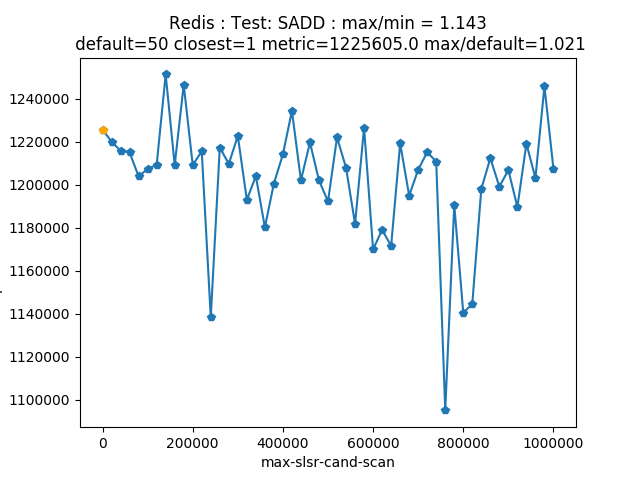 Redis : Test: SADD : max/min = 1.143
default=50 closest=1 metric=1225605.0 max/default=1.021
1240000
1220000
1200000
1180000
1160000
1140000
1120000
1100000
0 200000 400000 600000 800000 1000000
max-slsr-cand-scan